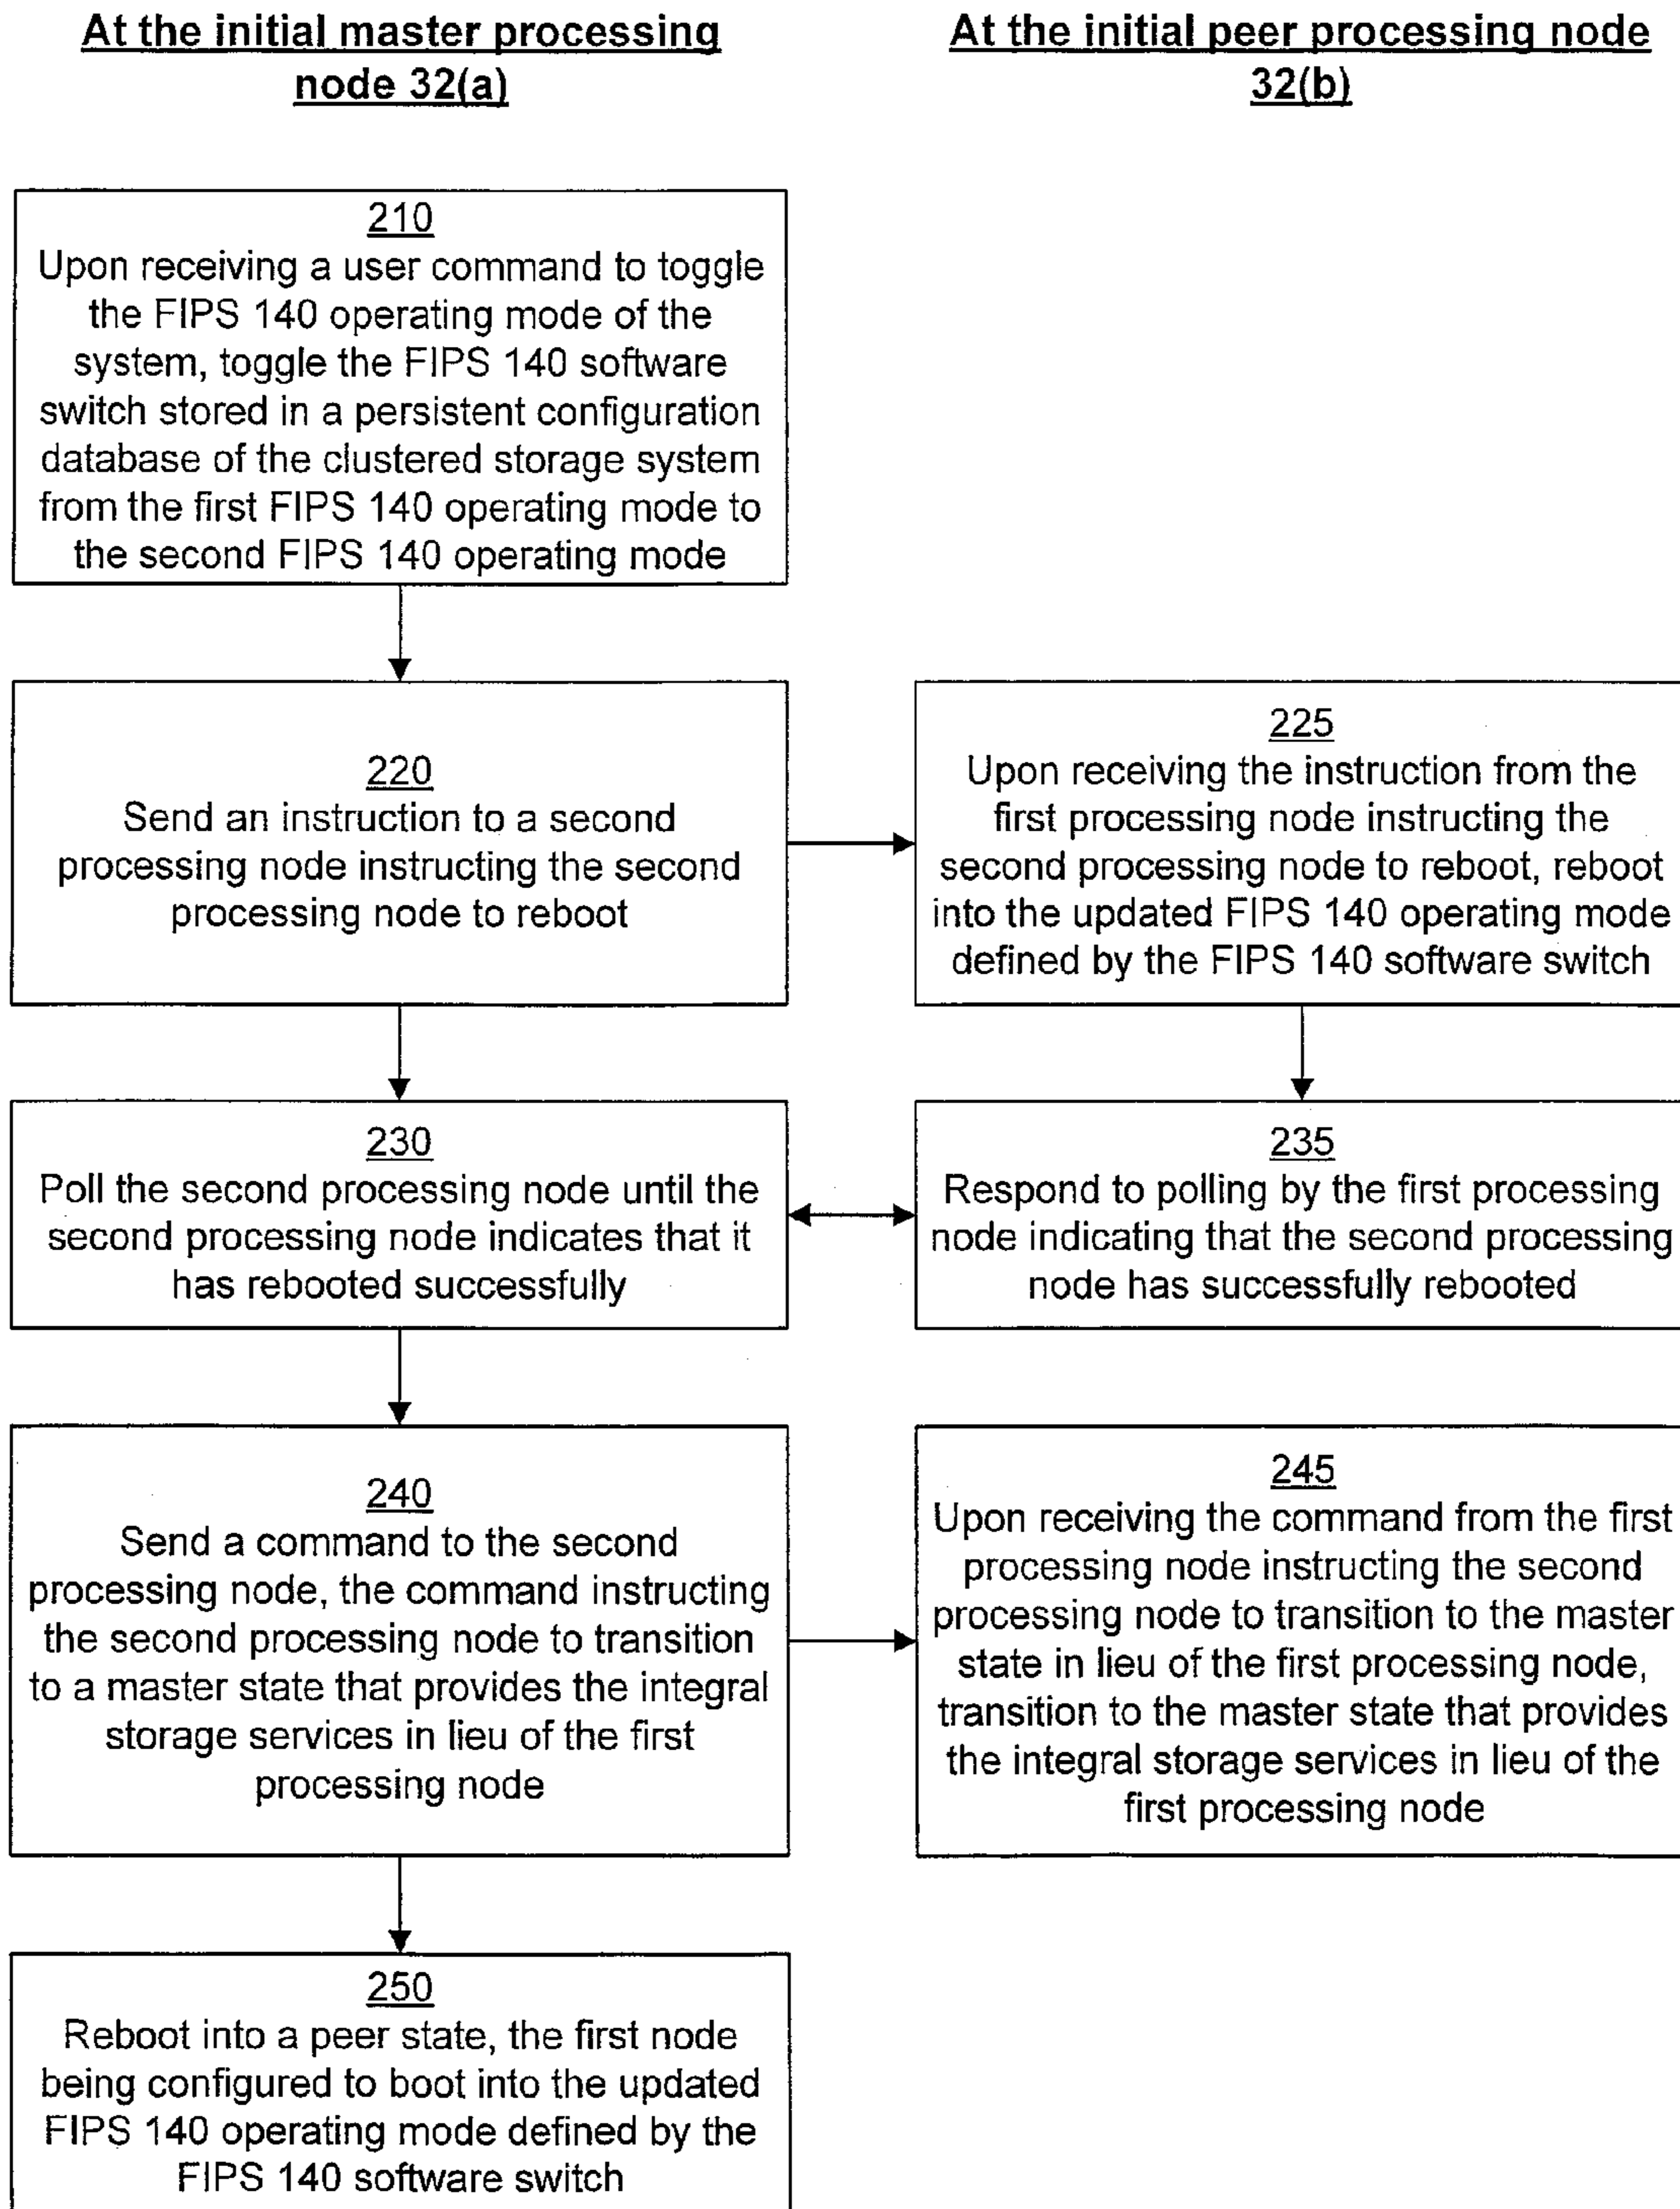 At the initial master processing
node 32(a)
At the initial peer processing node
32(b)
210
Upon receiving a user command to toggle
the FIPS 140 operating mode of the
system, toggle the FIPS 140 software
switch stored in a persistent configuration
database of the clustered storage system
from the first FIPS 140 operating mode to
the second FIPS 140 operating mode
220
Send an instruction to a second
processing node instructing the second
processing node to reboot
225
Upon receiving the instruction from the
first processing node instructing the
second processing node to reboot, reboot
into the updated FIPS 140 operating mode
defined by the FIPS 140 software switch
230
Poll the second processing node until the
second processing node indicates that it
has rebooted successfully
235
Respond to polling by the first processing
node indicating that the second processing
node has successfully rebooted
240
Send a command to the second
processing node, the command instructing
the second processing node to transition
to a master state that provides the integral
storage services in lieu of the first
processing node
245
Upon receiving the command from the first
processing node instructing the second
processing node to transition to the master
state in lieu of the first processing node,
transition to the master state that provides
the integral storage services in lieu of the
first processing node
250
Reboot into a peer state, the first node
being configured to boot into the updated
FIPS 140 operating mode defined by the
FIPS 140 software switch